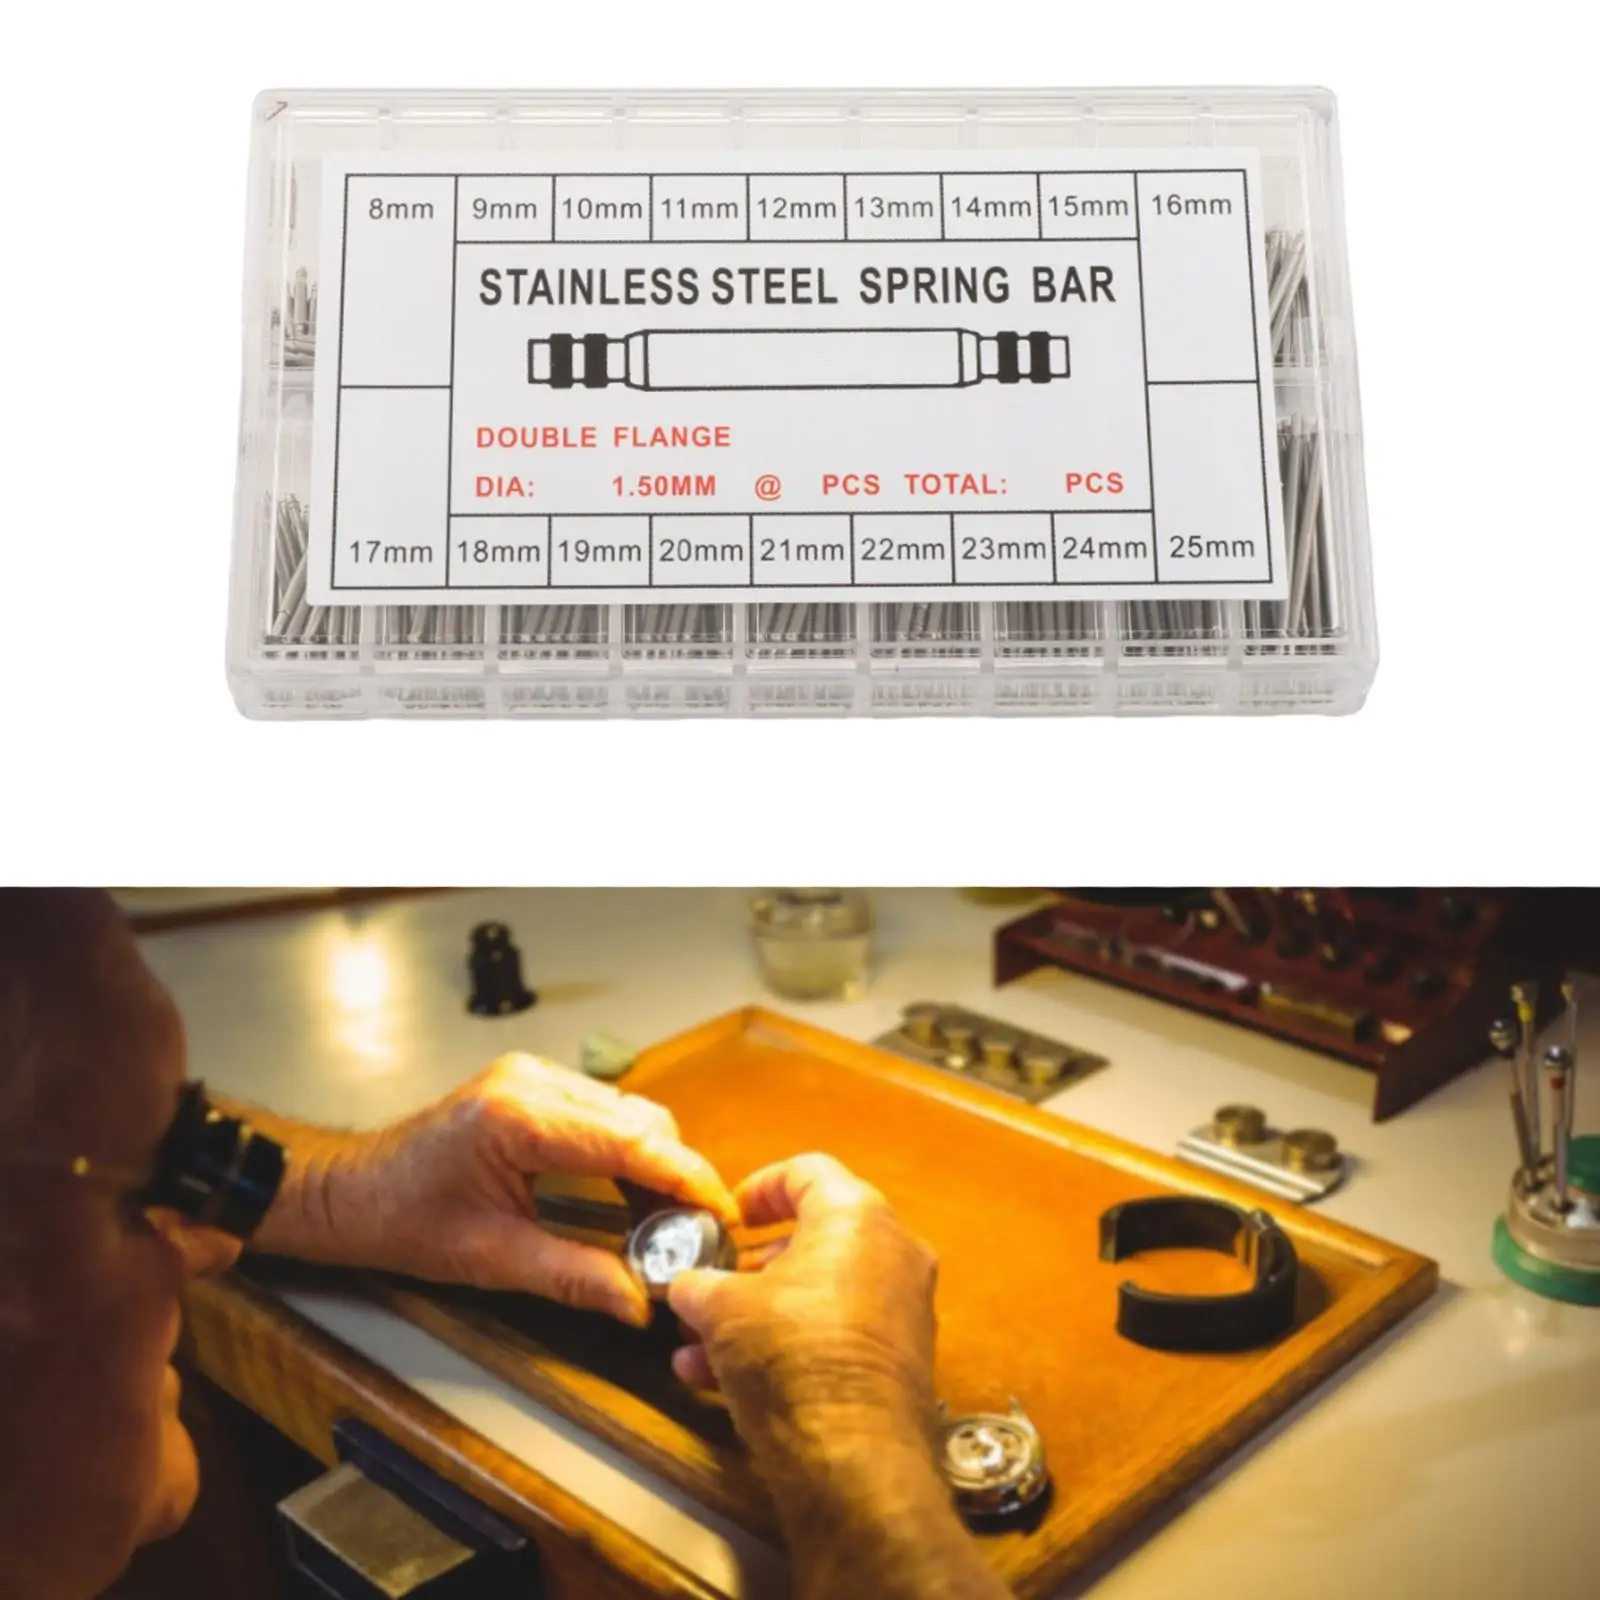 8mm 9mm 10mm 11mm 12mm 13mm 14mm 15mm 16mm
STAINLESS STEEL SPRING BAR
DOUBLE FLANGE
DIA: 1.50MM @ PCS TOTAL: PCS
17mm 18mm 19mm 20mm 21mm 22mm 23mm 24mm 25mm